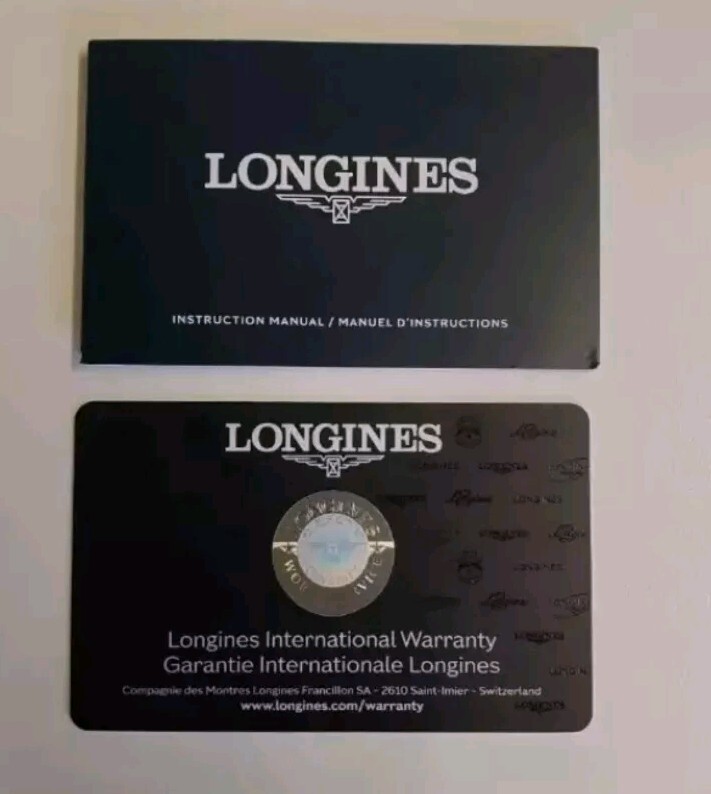 LONGINES
INSTRUCTION MANUAL / MANUEL D'INSTRUCTIONS
LONGINES
LONGINES
Longines International Warranty
Garantie Internationale Longines
Compagnie des Montres Longines Francillon SA - 2610 Saint-Imier - Switzerland
www.longines.com/warranty